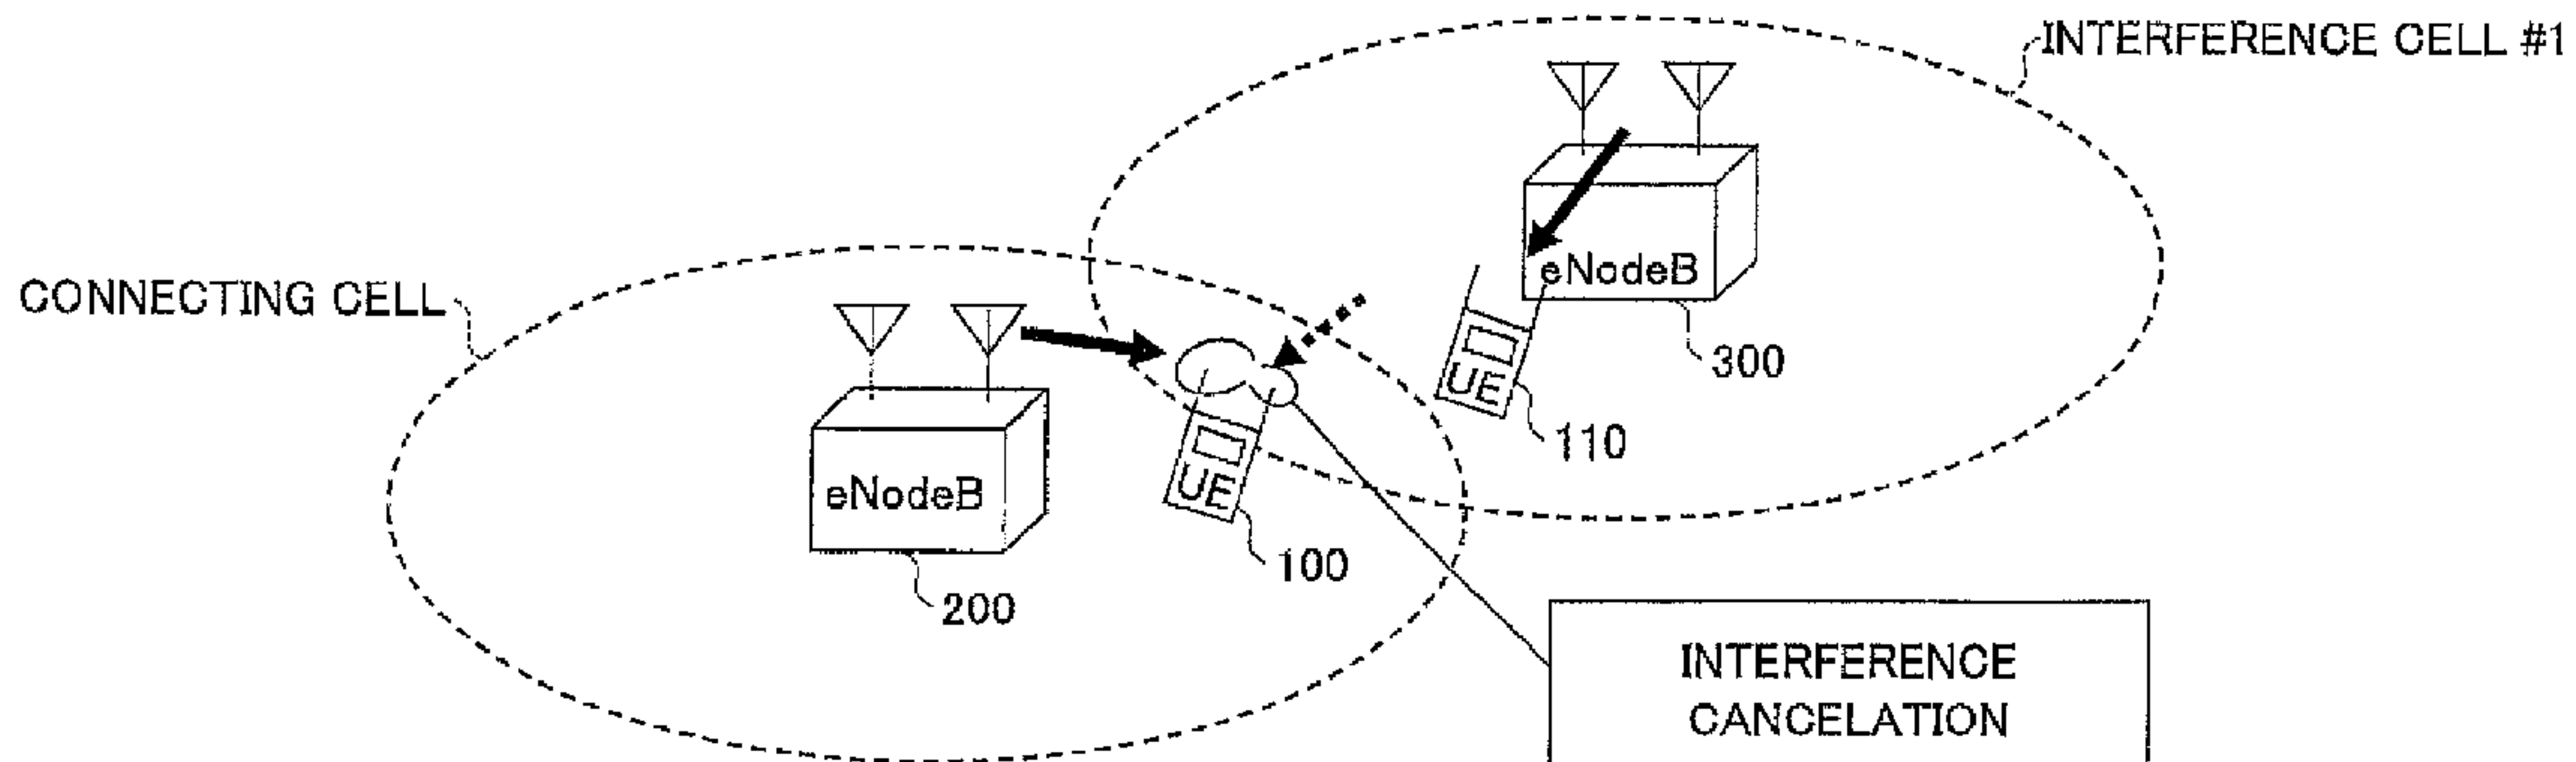 INTERFERENCE CELL #1
CONNECTING CELL
eNodeB
300
UE
110
eNodeB
200
UE
100
INTERFERENCE
CANCELATION